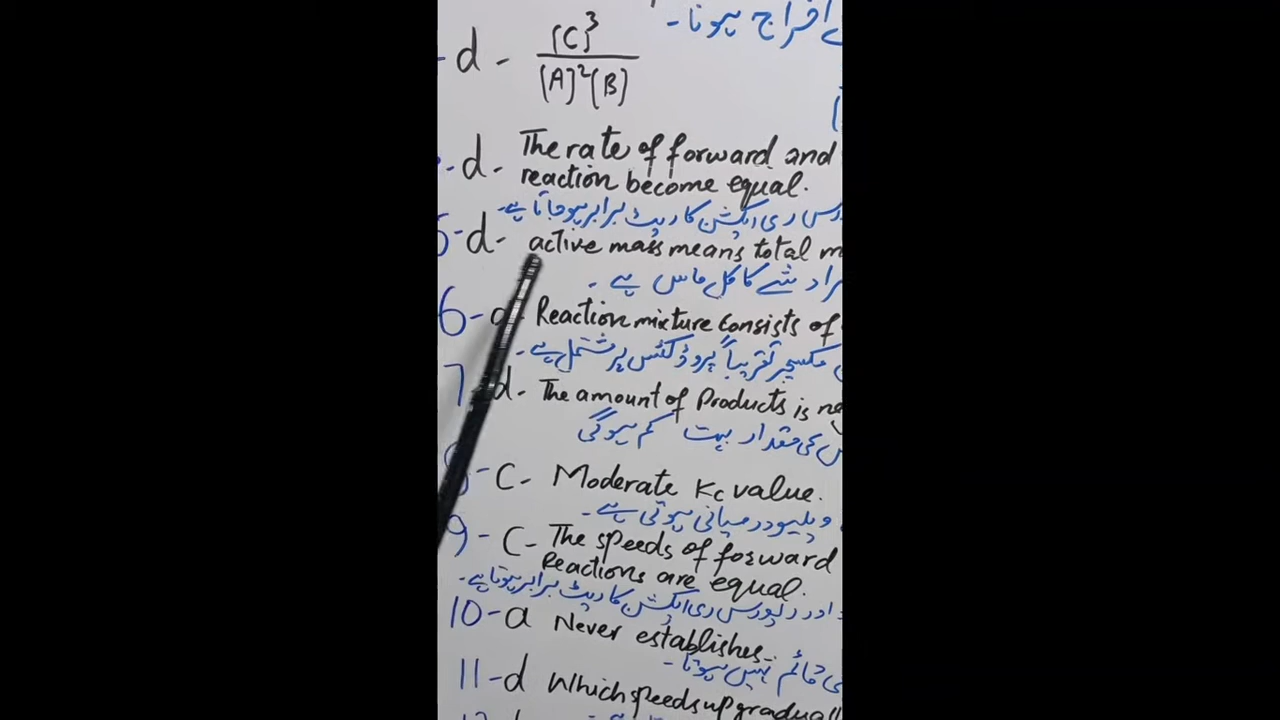 افراج ہونا۔
- d - [C]³
[A]²(B)
- d - The rate of forward and
reaction become equal.
ری ایکشن کا ریٹ برابر ہوجاتا ہے۔
5- d - active mass means total m
شے کا کل ماس ہے ۔
6- d - Reaction mixture consists of
مکسچر تقریباً پروڈکٹس پر مشتمل ہے۔
7- d - The amount of Products is neg
کی مقدار بہت کم ہوگی
8- C - Moderate Kc value.
ویلیو درمیانی ہوتی ہے۔
9- C - The speeds of forward
Reactions are equal.
اور ریورس ری ایکشن کا ریٹ برابر ہوتا ہے۔
10- a Never establishes.
قائم نہیں ہوتا۔
11- d Which speeds up graduall